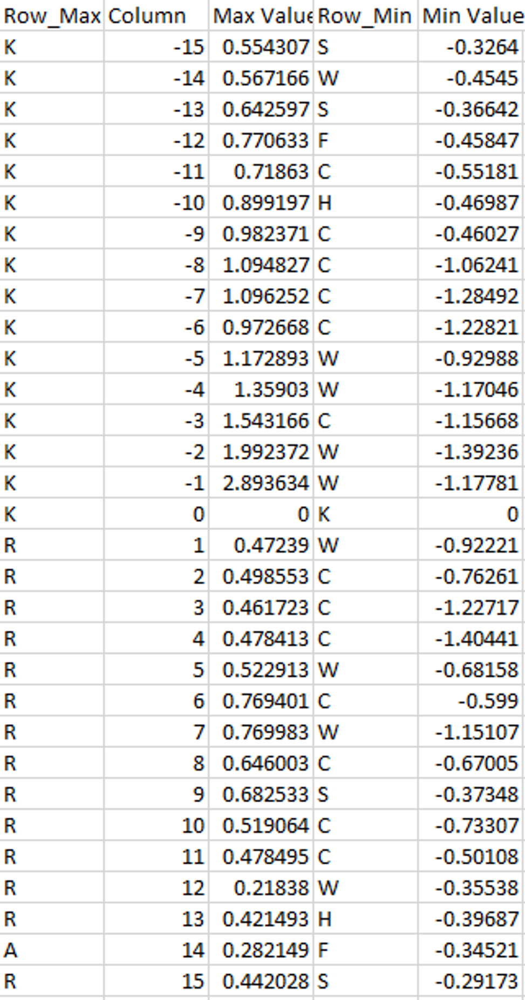 Row_Max Column Max Value Row_Min Min Value
K -15 0.554307 S -0.3264
K -14 0.567166 W -0.4545
K -13 0.642597 S -0.36642
K -12 0.770633 F -0.45847
K -11 0.71863 C -0.55181
K -10 0.899197 H -0.46987
K -9 0.982371 C -0.46027
K -8 1.094827 C -1.06241
K -7 1.096252 C -1.28492
K -6 0.972668 C -1.22821
K -5 1.172893 W -0.92988
K -4 1.35903 W -1.17046
K -3 1.543166 C -1.15668
K -2 1.992372 W -1.39236
K -1 2.893634 W -1.17781
K 0 0 K 0
R 1 0.47239 W -0.92221
R 2 0.498553 C -0.76261
R 3 0.461723 C -1.22717
R 4 0.478413 C -1.40441
R 5 0.522913 W -0.68158
R 6 0.769401 C -0.599
R 7 0.769983 W -1.15107
R 8 0.646003 C -0.67005
R 9 0.682533 S -0.37348
R 10 0.519064 C -0.73307
R 11 0.478495 C -0.50108
R 12 0.21838 W -0.35538
R 13 0.421493 H -0.39687
A 14 0.282149 F -0.34521
R 15 0.442028 S -0.29173